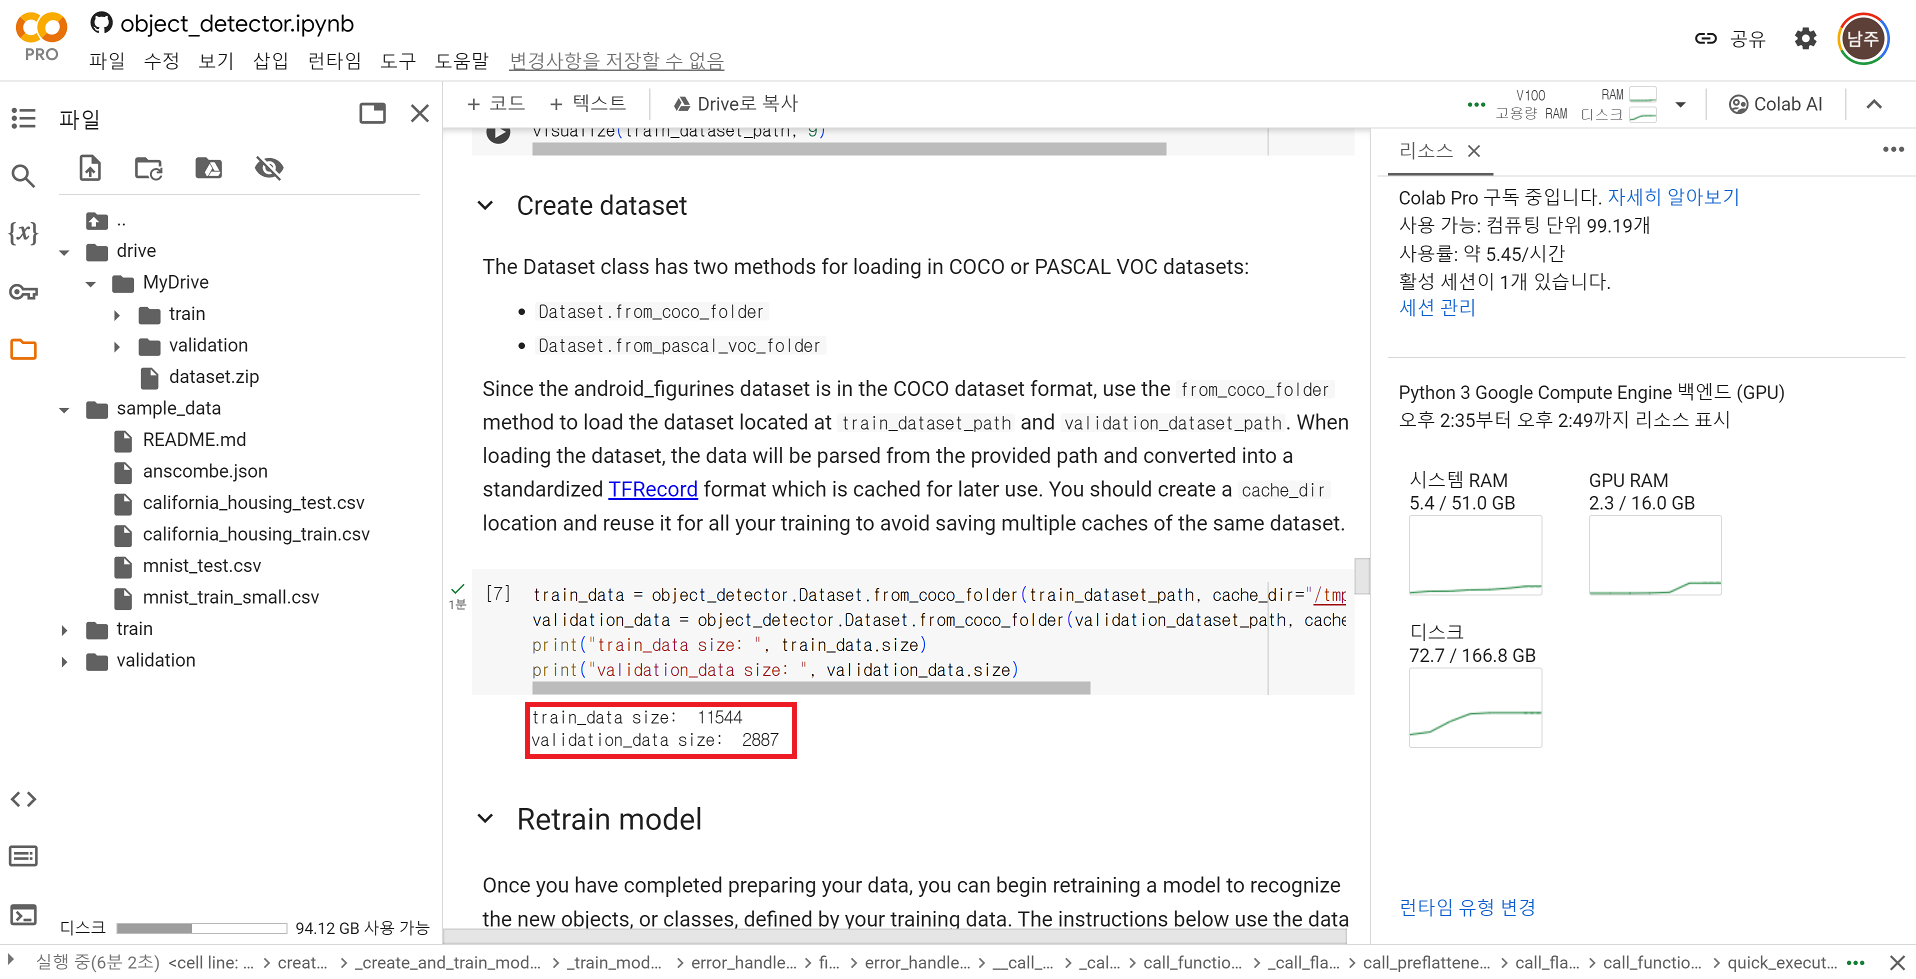 object_detector.ipynb
PRO
파일 수정 보기 삽입 런타임 도구 도움말 변경사항을 저장할 수 없음
공유
남주
파일
+ 코드 + 텍스트 Drive로 복사
V100
고용량 RAM
RAM
디스크
Colab AI
{x}
..
drive
MyDrive
train
validation
dataset.zip
sample_data
README.md
anscombe.json
california_housing_test.csv
california_housing_train.csv
mnist_test.csv
mnist_train_small.csv
train
validation
디스크 94.12 GB 사용 가능
visualize(train_dataset_path, 9)
Create dataset
The Dataset class has two methods for loading in COCO or PASCAL VOC datasets:
• Dataset.from_coco_folder
• Dataset.from_pascal_voc_folder
Since the android_figurines dataset is in the COCO dataset format, use the from_coco_folder
method to load the dataset located at train_dataset_path and validation_dataset_path. When
loading the dataset, the data will be parsed from the provided path and converted into a
standardized TFRecord format which is cached for later use. You should create a cache_dir
location and reuse it for all your training to avoid saving multiple caches of the same dataset.
1분
[7] train_data = object_detector.Dataset.from_coco_folder(train_dataset_path, cache_dir="/tmp
validation_data = object_detector.Dataset.from_coco_folder(validation_dataset_path, cache
print("train_data size: ", train_data.size)
print("validation_data size: ", validation_data.size)
train_data size: 11544
validation_data size: 2887
Retrain model
Once you have completed preparing your data, you can begin retraining a model to recognize
the new objects, or classes, defined by your training data. The instructions below use the data
리소스
Colab Pro 구독 중입니다. 자세히 알아보기
사용 가능: 컴퓨팅 단위 99.19개
사용률: 약 5.45/시간
활성 세션이 1개 있습니다.
세션 관리
Python 3 Google Compute Engine 백엔드 (GPU)
오후 2:35부터 오후 2:49까지 리소스 표시
시스템 RAM
5.4 / 51.0 GB
GPU RAM
2.3 / 16.0 GB
디스크
72.7 / 166.8 GB
런타임 유형 변경
실행 중(6분 2초) <cell line: ... > creat... > _create_and_train_mod... > _train_mod... > error_handle... > fi... > error_handle... > __call_... > _cal... > call_functio... > _call_fla... > call_preflattene... > call_fla... > call_functio... > quick_execut...